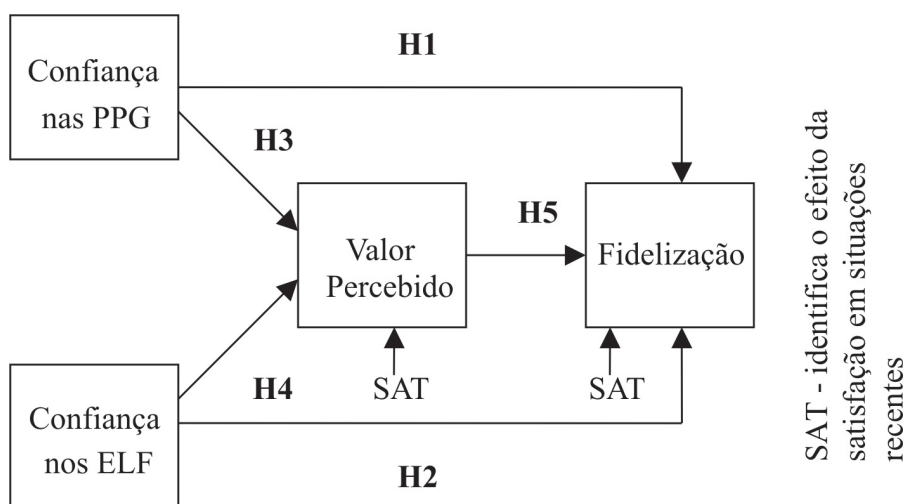 H1
Confiança
nas PPG
H3
H5
Valor
Percebido
Fidelização
SAT
SAT
H4
Confiança
nos ELF
H2
SAT - identifica o efeito da
satisfação em situações
recentes